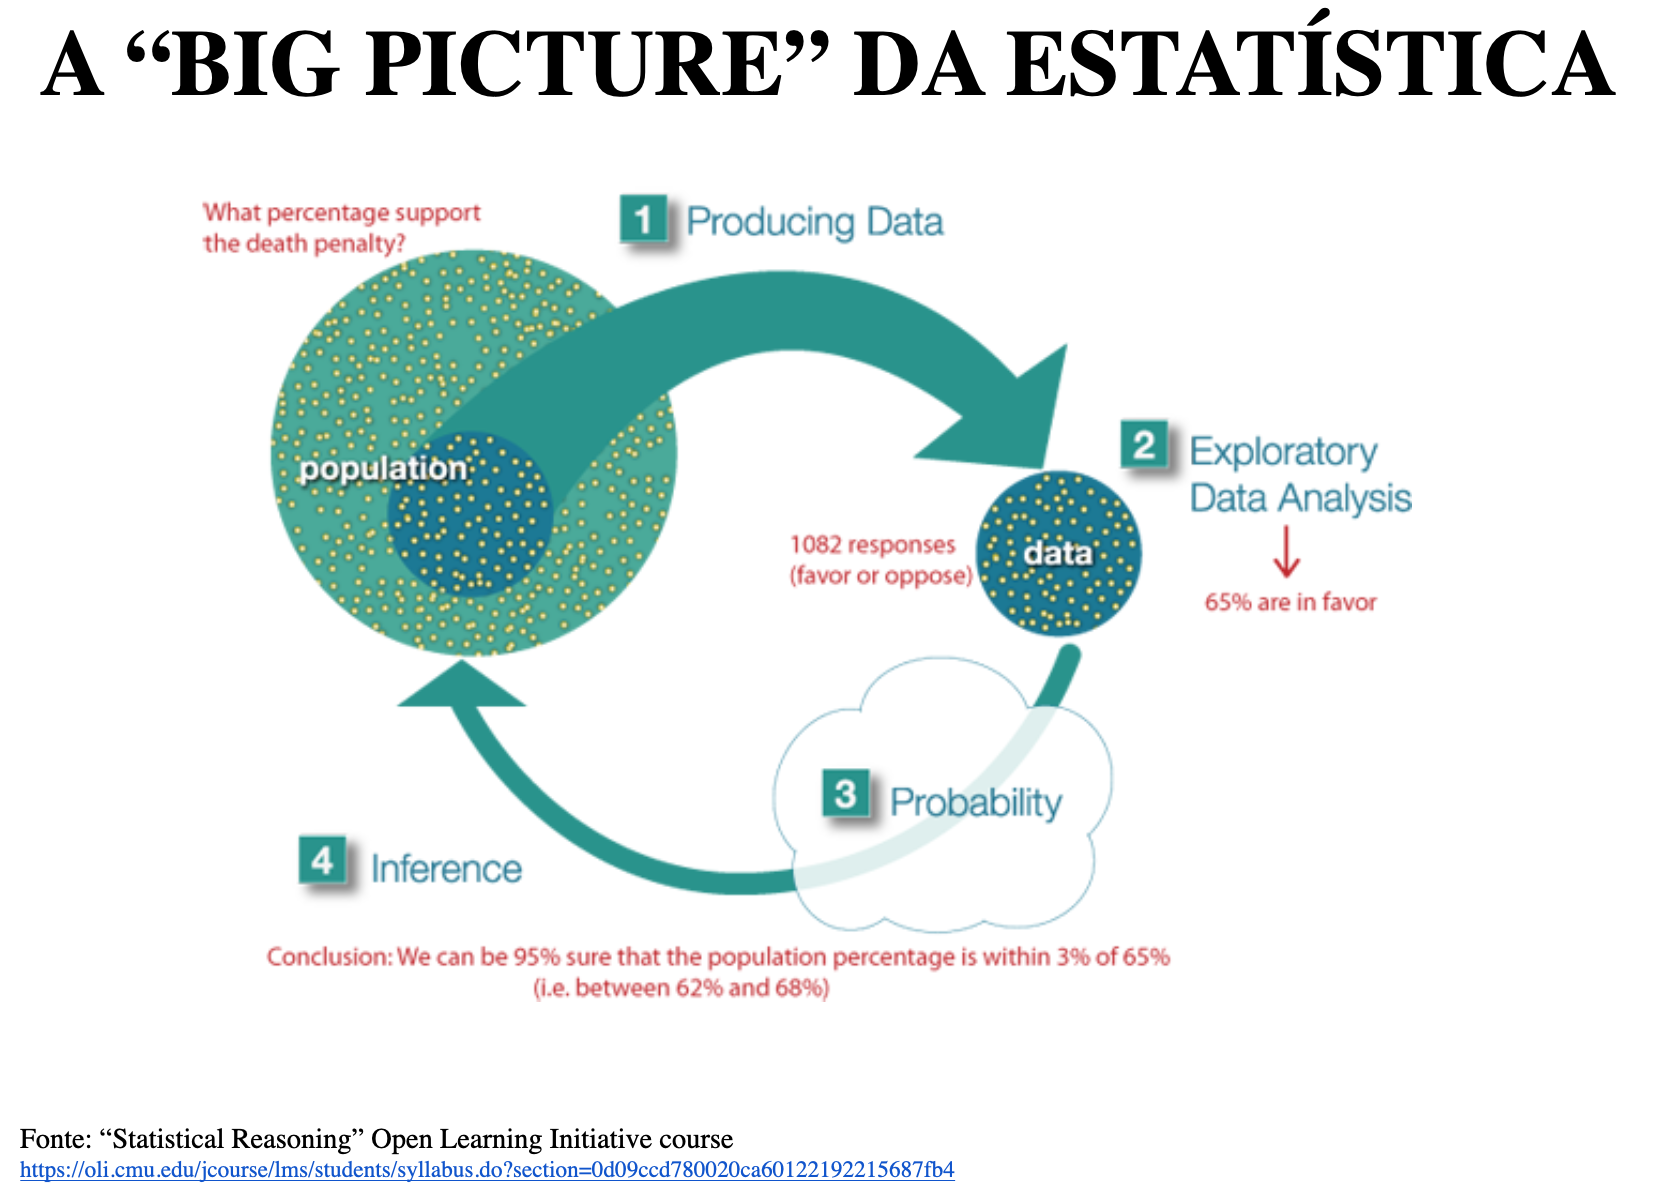 A “BIG PICTURE” DA ESTATÍSTICA
What percentage support
the death penalty?
1 Producing Data
population
2 Exploratory
Data Analysis
1082 responses
(favor or oppose)
data
65% are in favor
3 Probability
4 Inference
Conclusion: We can be 95% sure that the population percentage is within 3% of 65%
(i.e. between 62% and 68%)
Fonte: “Statistical Reasoning” Open Learning Initiative course
https://oli.cmu.edu/jcourse/lms/students/syllabus.do?section=0d09ccd780020ca60122192215687fb4